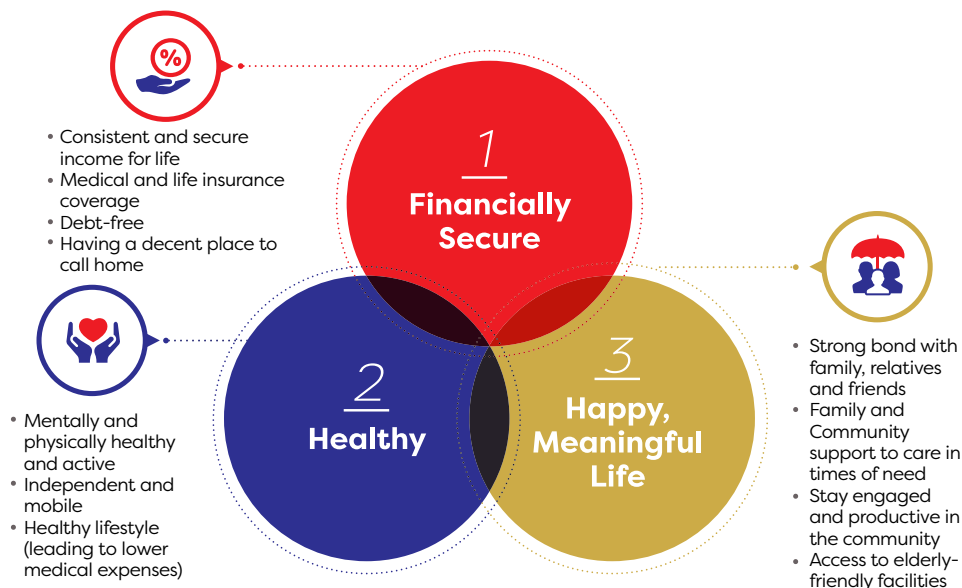 %
• Consistent and secure
income for life
• Medical and life insurance
coverage
• Debt-free
• Having a decent place to
call home
1
Financially
Secure
2
Healthy
3
Happy,
Meaningful
Life
• Mentally and
physically healthy
and active
• Independent and
mobile
• Healthy lifestyle
(leading to lower
medical expenses)
• Strong bond with
family, relatives
and friends
• Family and
Community
support to care in
times of need
• Stay engaged
and productive in
the community
• Access to elderly-
friendly facilities